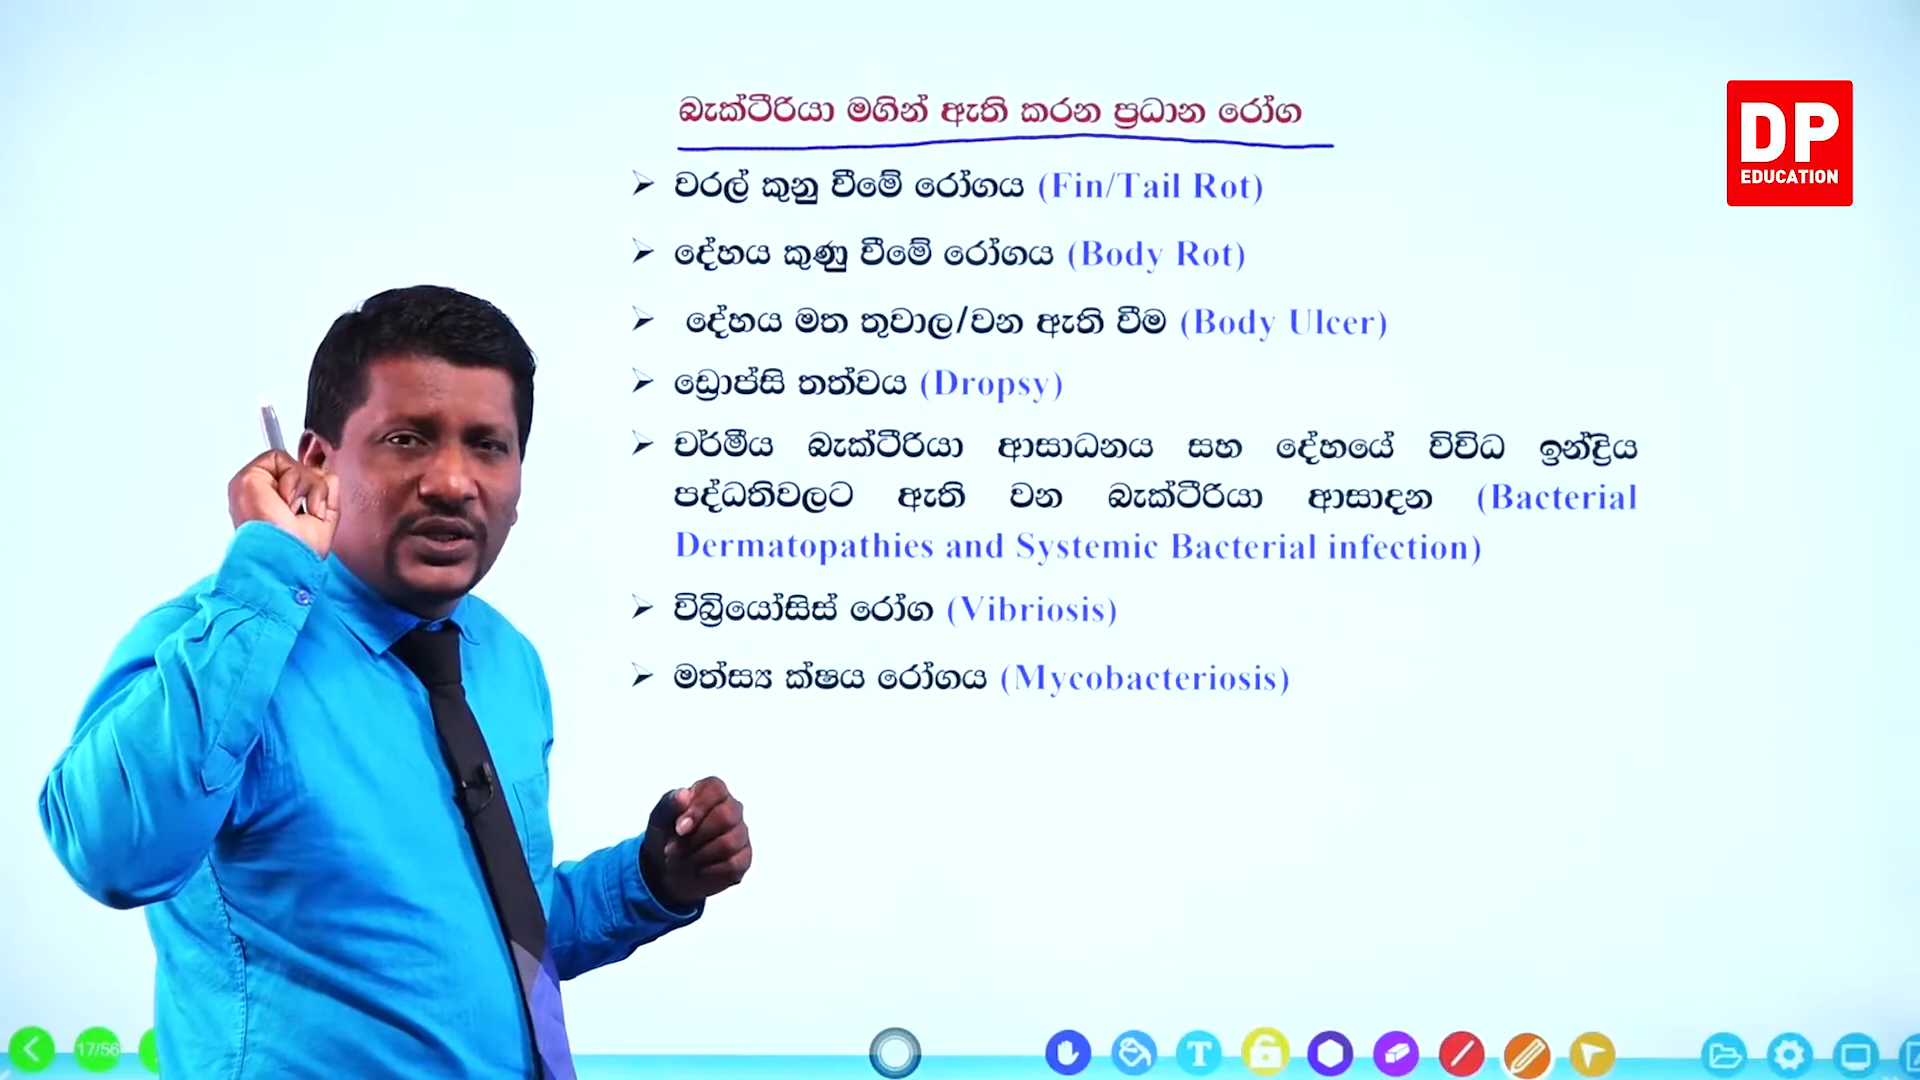 බැක්ටීරියා මගින් ඇති කරන ප්‍රධාන රෝග
DP
EDUCATION
➢ වරල් කුනු වීමේ රෝගය (Fin/Tail Rot)
➢ දේහය කුණු වීමේ රෝගය (Body Rot)
➢ දේහය මත තුවාල/වන ඇති වීම (Body Ulcer)
➢ ඩ්‍රොප්සි තත්වය (Dropsy)
➢ චර්මීය බැක්ටීරියා ආසාධනය සහ දේහයේ විවිධ ඉන්ද්‍රිය
පද්ධතිවලට ඇති වන බැක්ටීරියා ආසාදන (Bacterial
Dermatopathies and Systemic Bacterial infection)
➢ විබ්‍රියෝසිස් රෝග (Vibriosis)
➢ මත්ස්‍ය ක්ෂය රෝගය (Mycobacteriosis)
17/56
T